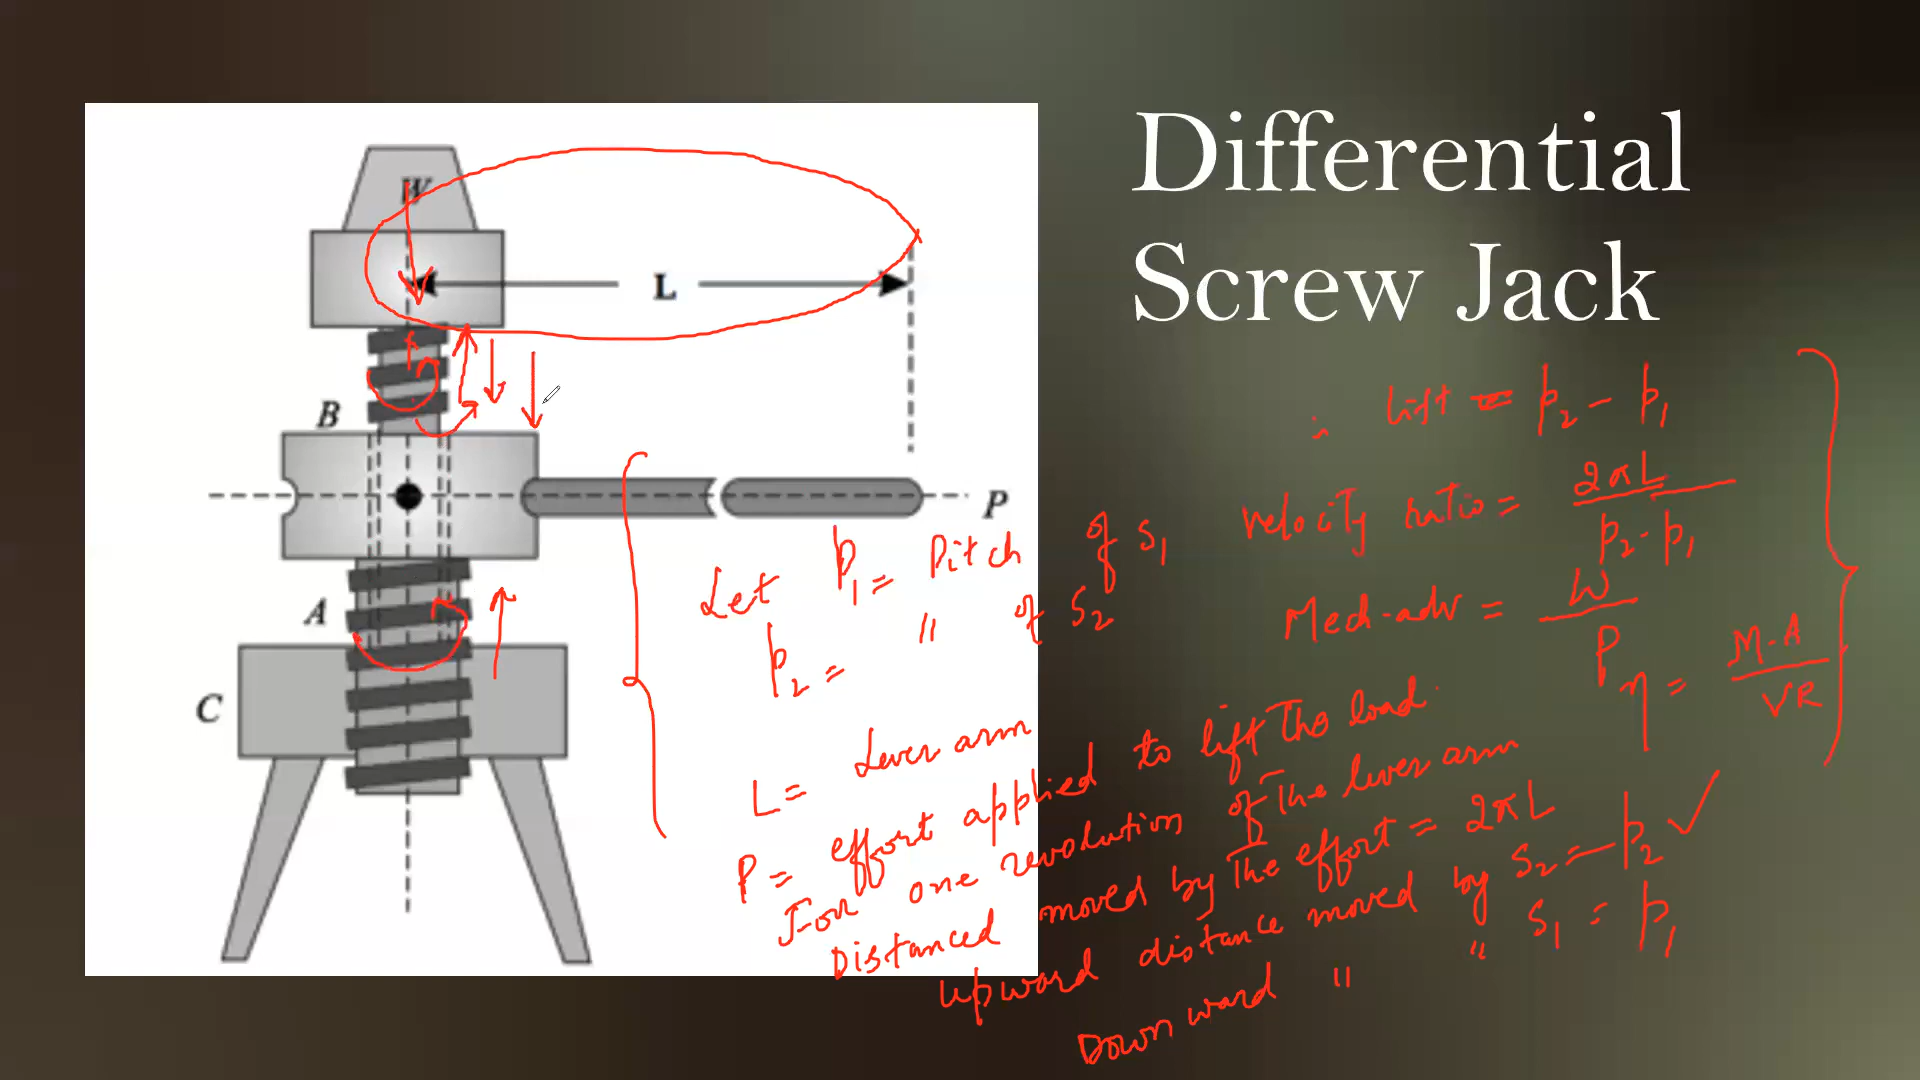 Differential
Screw Jack
W
L
B
P
A
C
Let p1 = Pitch of S1
p2 = " of S2
L = Lever arm
P = effort applied to lift the load
For one revolution of the lever arm
Distanced moved by the effort = 2πL
upward distance moved by S2 = p2 ✓
Downward " " S1 = p1
∴ Lift = p2 - p1
velocity ratio = 2πL / p2 - p1
Mech-adv = W / P
η = M.A / VR